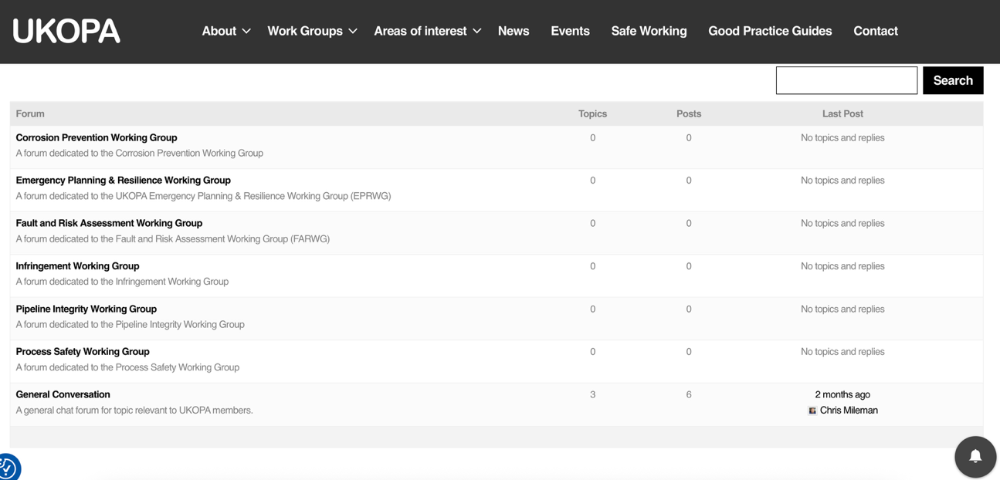 UKOPA
About
Work Groups
Areas of interest
News
Events
Safe Working
Good Practice Guides
Contact
Search
Forum Topics Posts Last Post
Corrosion Prevention Working Group 0 0 No topics and replies
A forum dedicated to the Corrosion Prevention Working Group
Emergency Planning & Resilience Working Group 0 0 No topics and replies
A forum dedicated to the UKOPA Emergency Planning & Resilience Working Group (EPRWG)
Fault and Risk Assessment Working Group 0 0 No topics and replies
A forum dedicated to the Fault and Risk Assessment Working Group (FARWG)
Infringement Working Group 0 0 No topics and replies
A forum dedicated to the Infringement Working Group
Pipeline Integrity Working Group 0 0 No topics and replies
A forum dedicated to the Pipeline Integrity Working Group
Process Safety Working Group 0 0 No topics and replies
A forum dedicated to the Process Safety Working Group
General Conversation 3 6 2 months ago
A general chat forum for topic relevant to UKOPA members. Chris Mileman